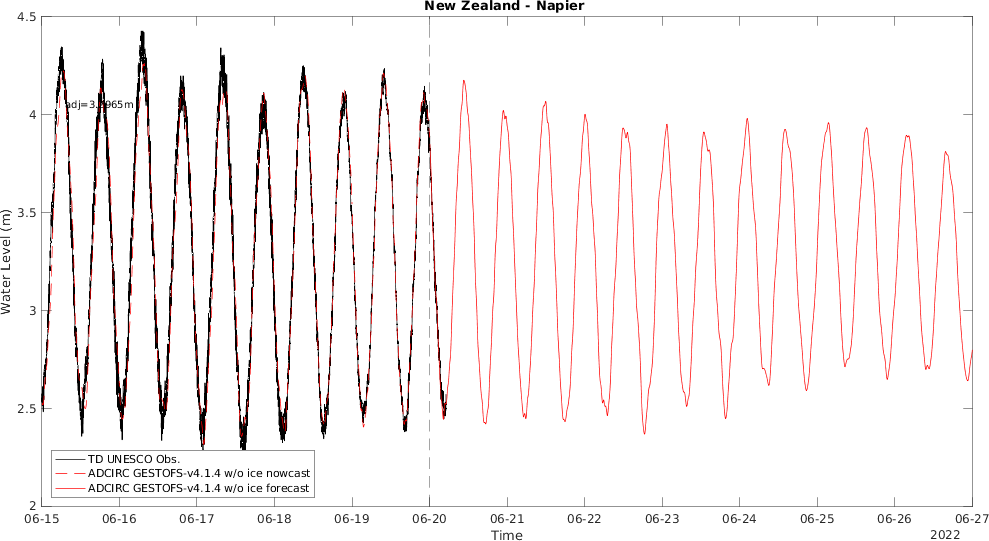 New Zealand - Napier
4.5
4
3.5
3
2.5
2
Water Level (m)
TD UNESCO Obs.
ADCIRC GESTOFS-v4.1.4 w/o ice nowcast
ADCIRC GESTOFS-v4.1.4 w/o ice forecast
06-15 06-16 06-17 06-18 06-19 06-20 06-21 06-22 06-23 06-24 06-25 06-26 06-27
Time
2022